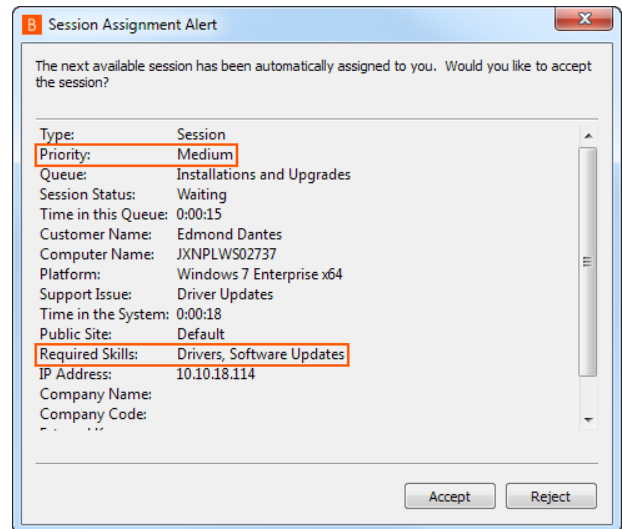 B Session Assignment Alert
The next available session has been automatically assigned to you. Would you like to accept
the session?
Type: Session
Priority: Medium
Queue: Installations and Upgrades
Session Status: Waiting
Time in this Queue: 0:00:15
Customer Name: Edmond Dantes
Computer Name: JXNPLWS02737
Platform: Windows 7 Enterprise x64
Support Issue: Driver Updates
Time in the System: 0:00:18
Public Site: Default
Required Skills: Drivers, Software Updates
IP Address: 10.10.18.114
Company Name:
Company Code:
Accept Reject